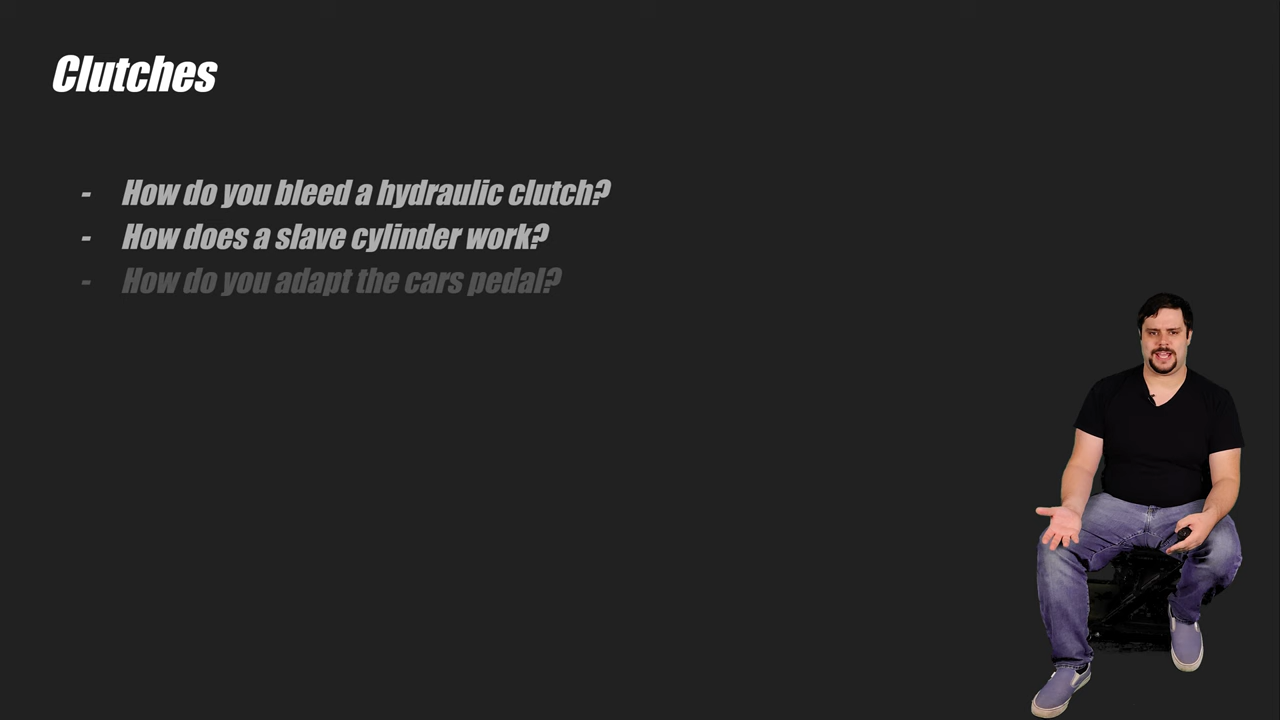 Clutches
- How do you bleed a hydraulic clutch?
- How does a slave cylinder work?
- How do you adapt the cars pedal?